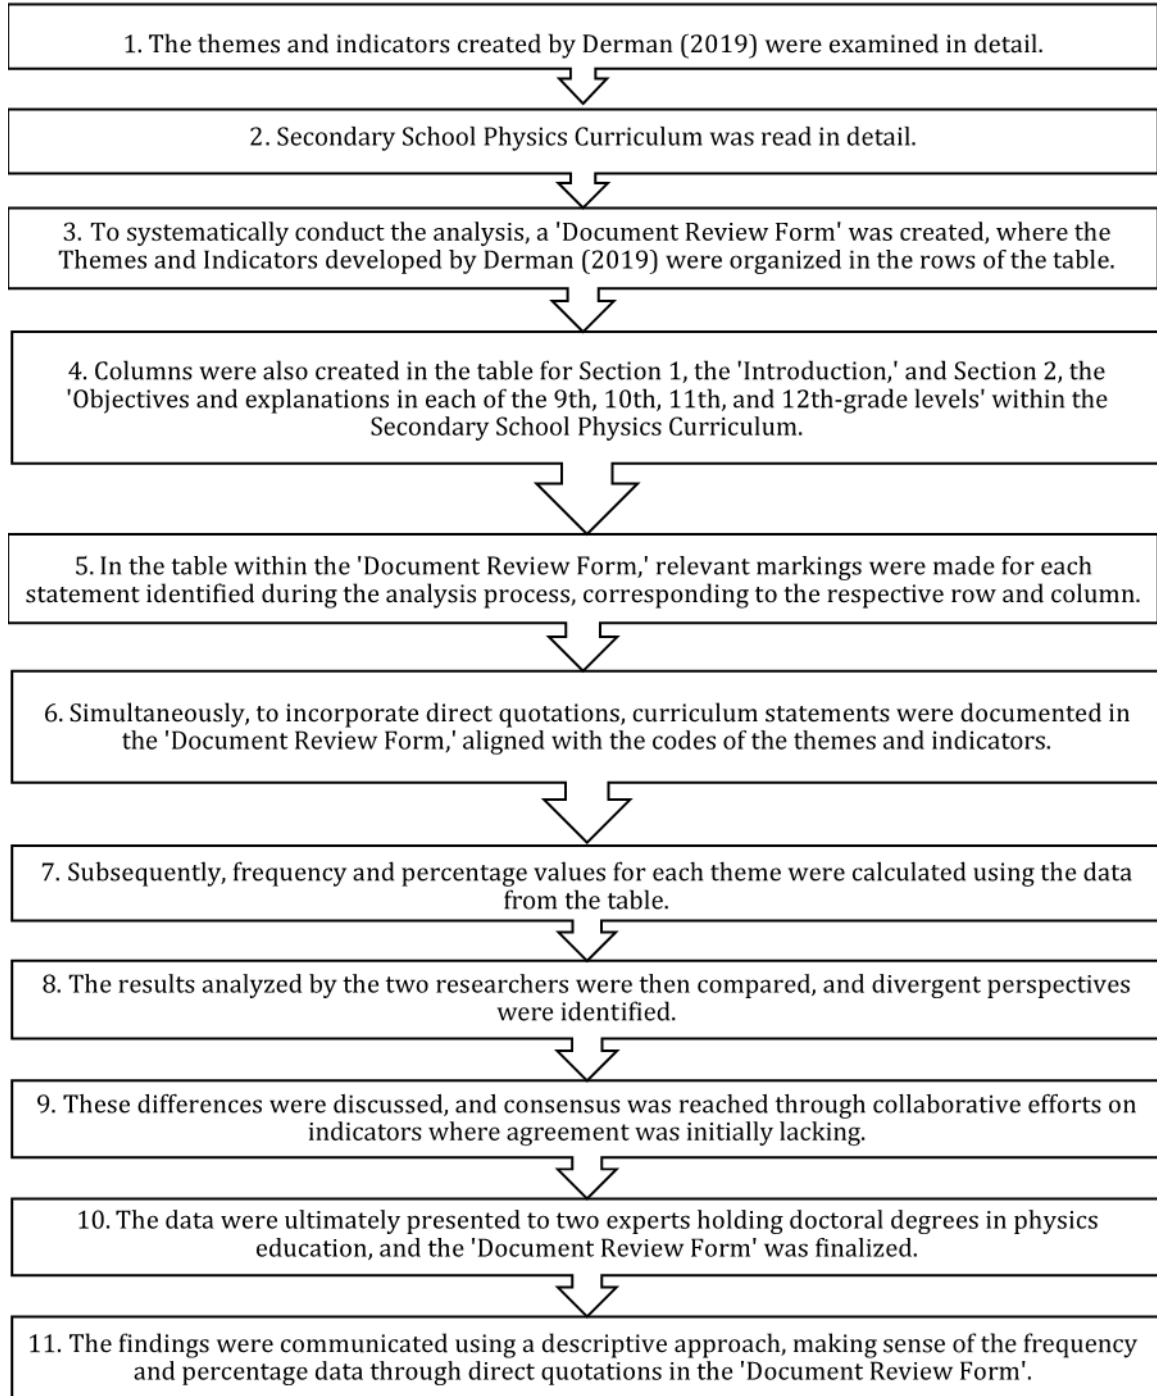 1. The themes and indicators created by Derman (2019) were examined in detail.
2. Secondary School Physics Curriculum was read in detail.
3. To systematically conduct the analysis, a 'Document Review Form' was created, where the
Themes and Indicators developed by Derman (2019) were organized in the rows of the table.
4. Columns were also created in the table for Section 1, the 'Introduction,' and Section 2, the
'Objectives and explanations in each of the 9th, 10th, 11th, and 12th-grade levels' within the
Secondary School Physics Curriculum.
5. In the table within the 'Document Review Form,' relevant markings were made for each
statement identified during the analysis process, corresponding to the respective row and column.
6. Simultaneously, to incorporate direct quotations, curriculum statements were documented in
the 'Document Review Form,' aligned with the codes of the themes and indicators.
7. Subsequently, frequency and percentage values for each theme were calculated using the data
from the table.
8. The results analyzed by the two researchers were then compared, and divergent perspectives
were identified.
9. These differences were discussed, and consensus was reached through collaborative efforts on
indicators where agreement was initially lacking.
10. The data were ultimately presented to two experts holding doctoral degrees in physics
education, and the 'Document Review Form' was finalized.
11. The findings were communicated using a descriptive approach, making sense of the frequency
and percentage data through direct quotations in the 'Document Review Form'.